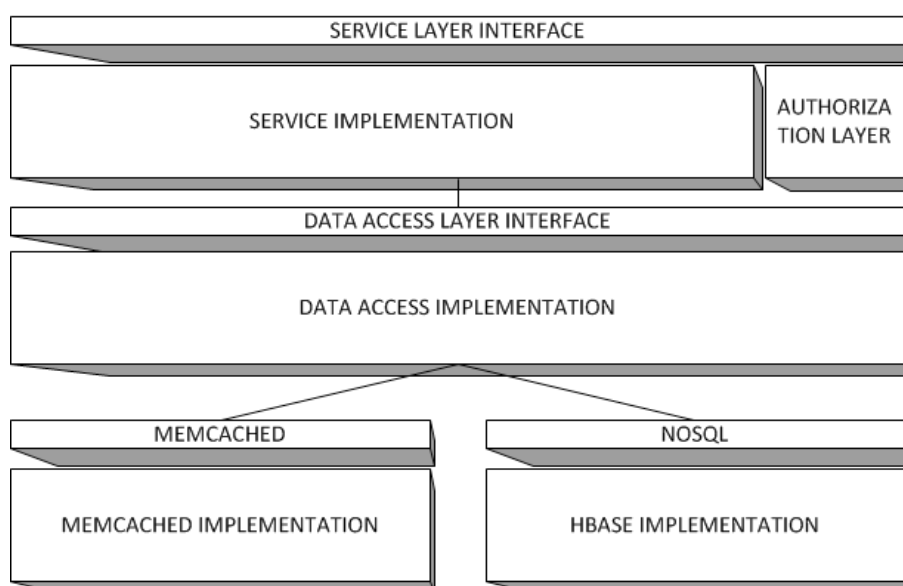 SERVICE LAYER INTERFACE
SERVICE IMPLEMENTATION
AUTHORIZA
TION LAYER
DATA ACCESS LAYER INTERFACE
DATA ACCESS IMPLEMENTATION
MEMCACHED
NOSQL
MEMCACHED IMPLEMENTATION
HBASE IMPLEMENTATION